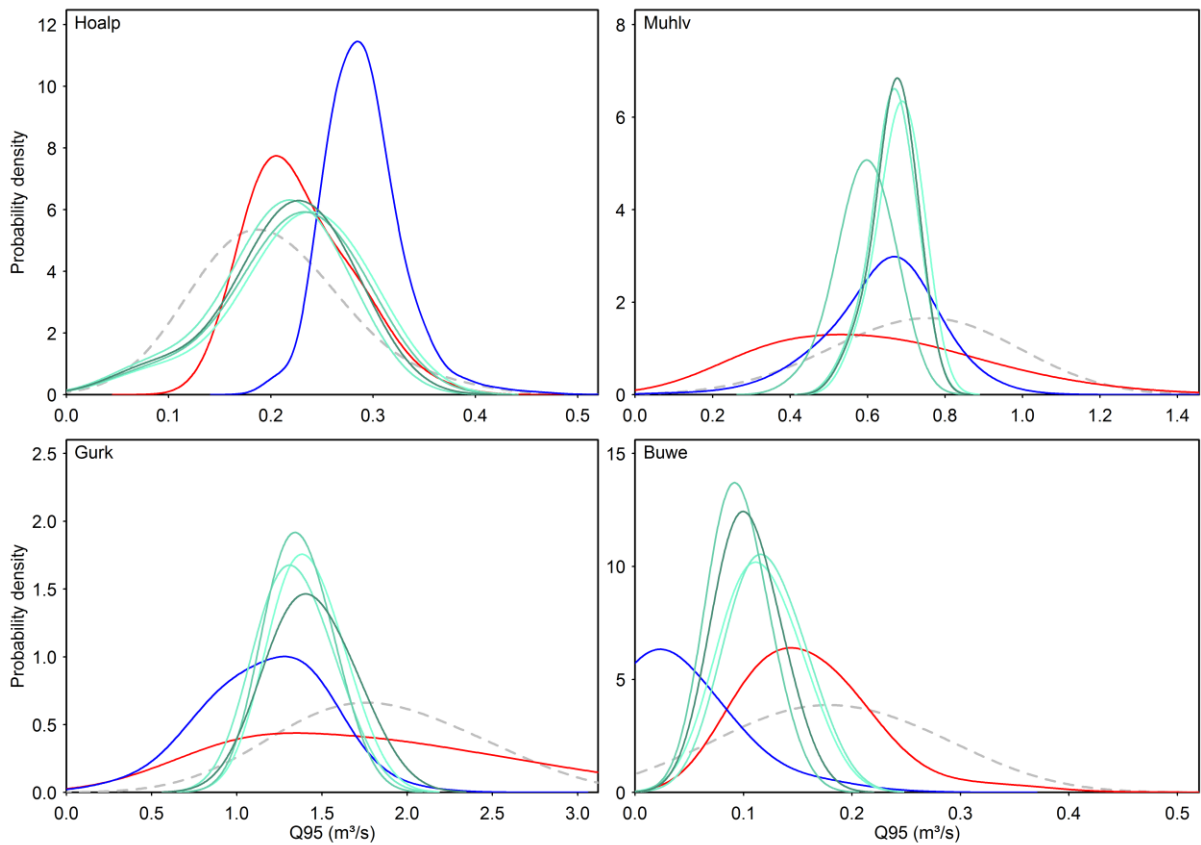 Hoalp
12
10
8
6
4
2
0
Probability density
0.0 0.1 0.2 0.3 0.4 0.5
Muhlv
8
6
4
2
0
0.0 0.2 0.4 0.6 0.8 1.0 1.2 1.4
Gurk
2.5
2.0
1.5
1.0
0.5
0.0
Probability density
0.0 0.5 1.0 1.5 2.0 2.5 3.0
Q95 (m³/s)
Buwe
15
10
5
0
0.0 0.1 0.2 0.3 0.4 0.5
Q95 (m³/s)